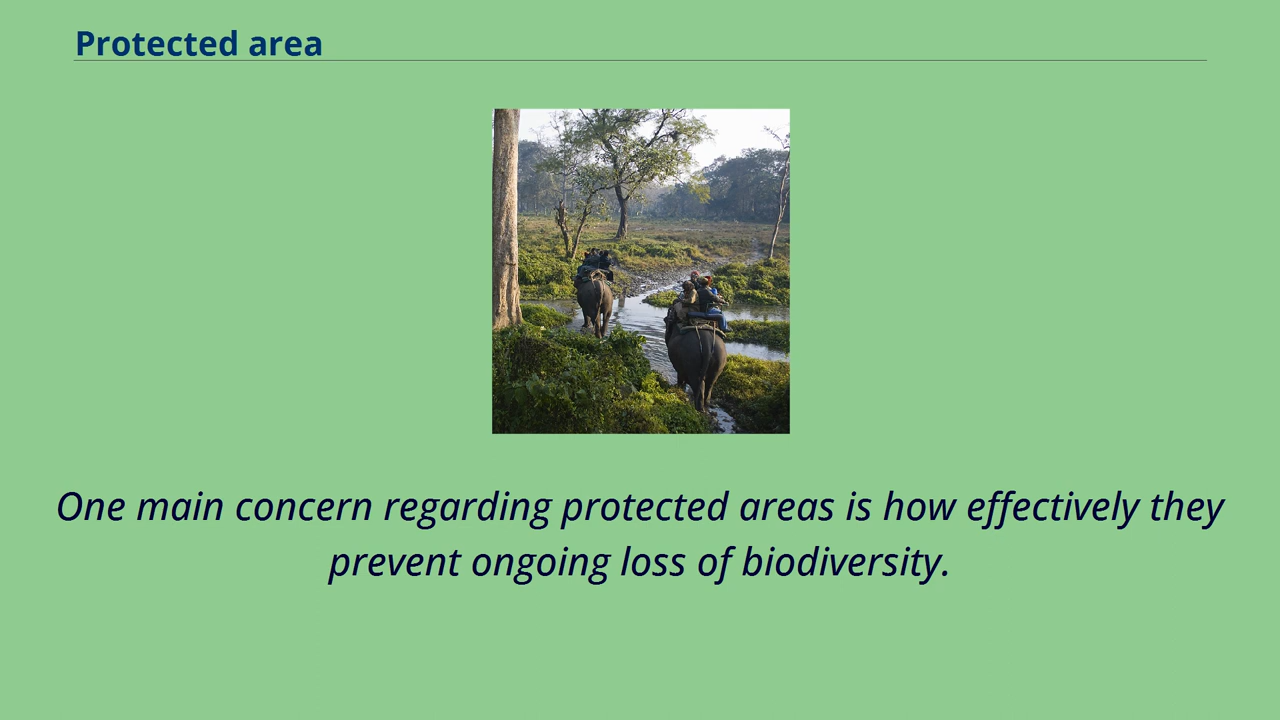 Protected area
One main concern regarding protected areas is how effectively they
prevent ongoing loss of biodiversity.